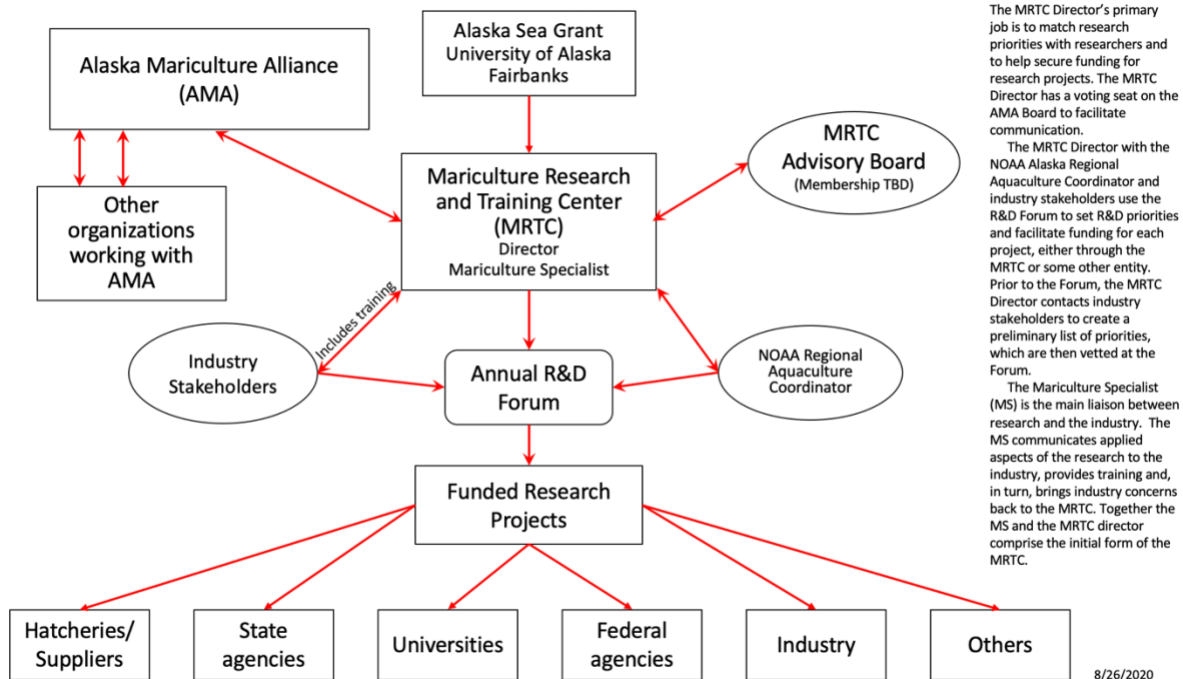 Alaska Mariculture Alliance
(AMA)
Alaska Sea Grant
University of Alaska
Fairbanks
MRTC
Advisory Board
(Membership TBD)
Mariculture Research
and Training Center
(MRTC)
Director
Mariculture Specialist
Other
organizations
working with
AMA
Includes training
Industry
Stakeholders
Annual R&D
Forum
NOAA Regional
Aquaculture
Coordinator
Funded Research
Projects
Hatcheries/
Suppliers
State
agencies
Universities
Federal
agencies
Industry
Others
The MRTC Director’s primary
job is to match research
priorities with researchers and
to help secure funding for
research projects. The MRTC
Director has a voting seat on the
AMA Board to facilitate
communication.
The MRTC Director with the
NOAA Alaska Regional
Aquaculture Coordinator and
industry stakeholders use the
R&D Forum to set R&D priorities
and facilitate funding for each
project, either through the
MRTC or some other entity.
Prior to the Forum, the MRTC
Director contacts industry
stakeholders to create a
preliminary list of priorities,
which are then vetted at the
Forum.
The Mariculture Specialist
(MS) is the main liaison between
research and the industry. The
MS communicates applied
aspects of the research to the
industry, provides training and,
in turn, brings industry concerns
back to the MRTC. Together the
MS and the MRTC director
comprise the initial form of the
MRTC.
8/26/2020